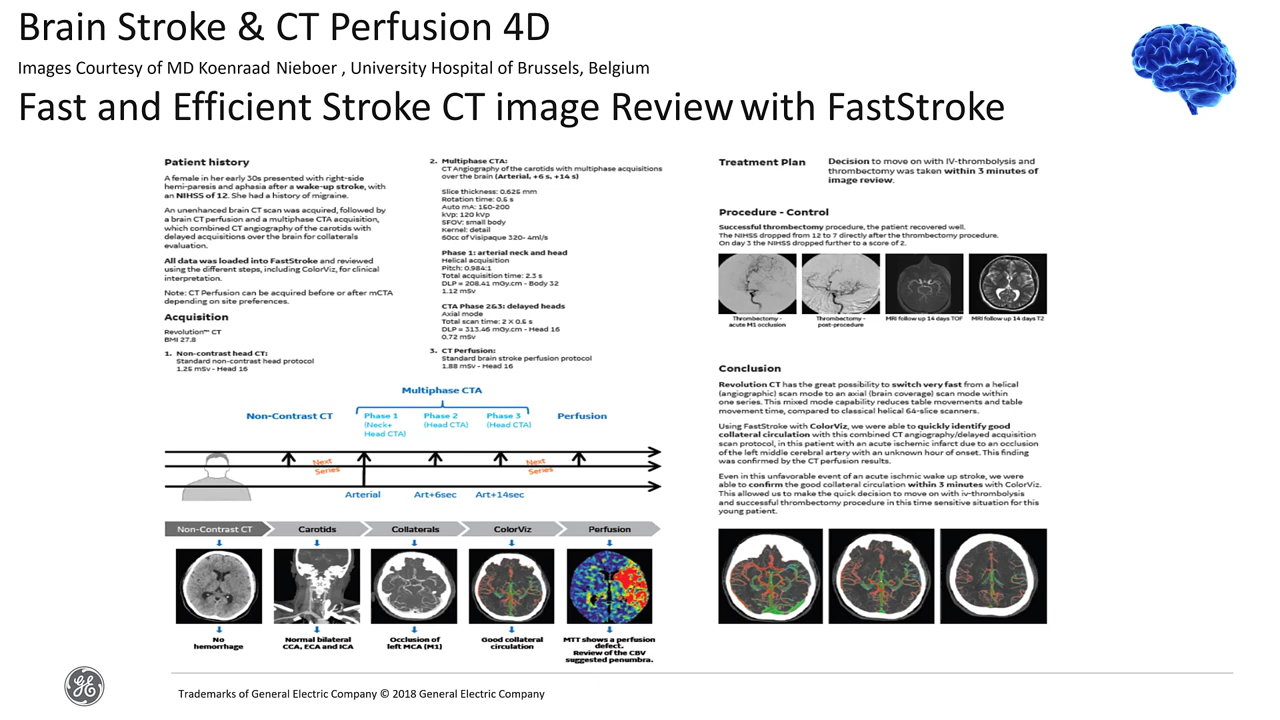 Brain Stroke & CT Perfusion 4D
Images Courtesy of MD Koenraad Nieboer , University Hospital of Brussels, Belgium
Fast and Efficient Stroke CT image Review with FastStroke
Patient history
A female in her early 30s presented with right-side
hemi-paresis and aphasia after a wake-up stroke, with
an NIHSS of 12. She had a history of migraine.
An unenhanced brain CT scan was acquired, followed by
a brain CT perfusion and a multiphase CTA acquisition,
which combined CT angiography of the carotids with
delayed acquisitions over the brain for collaterals
evaluation.
All data was loaded into FastStroke and reviewed
using the different steps, including ColorViz, for clinical
interpretation.
Note: CT Perfusion can be acquired before or after mCTA
depending on site preferences.
Acquisition
Revolution™ CT
BMI 27.8
1. Non-contrast head CT:
Standard non-contrast head protocol
1.25 mSv - Head 16
2. Multiphase CTA:
CT Angiography of the carotids with multiphase acquisitions
over the brain (Arterial, +6 s, +14 s)
Slice thickness: 0.625 mm
Rotation time: 0.5 s
Auto mA: 150-200
kVp: 120 kVp
SFOV: small body
Kernel: detail
60cc of Visipaque 320- 4ml/s
Phase 1: arterial neck and head
Helical acquisition
Pitch: 0.984:1
Total acquisition time: 2.3 s
DLP = 208.41 mGy.cm - Body 32
1.12 mSv
CTA Phase 2&3: delayed heads
Axial mode
Total scan time: 2 X 0.5 s
DLP = 313.46 mGy.cm - Head 16
0.72 mSv
3. CT Perfusion:
Standard brain stroke perfusion protocol
1.88 mSv - Head 16
Multiphase CTA
Non-Contrast CT
Phase 1
(Neck+
Head CTA)
Phase 2
(Head CTA)
Phase 3
(Head CTA)
Perfusion
Next
Series
Next
Series
Arterial
Art+6sec
Art+14sec
Non-Contrast CT
Carotids
Collaterals
ColorViz
Perfusion
No
hemorrhage
Normal bilateral
CCA, ECA and ICA
Occlusion of
left MCA (M1)
Good collateral
circulation
MTT shows a perfusion
defect.
Review of the CBV
suggested penumbra.
Treatment Plan
Decision to move on with IV-thrombolysis and
thrombectomy was taken within 3 minutes of
image review.
Procedure - Control
Successful thrombectomy procedure, the patient recovered well.
The NIHSS dropped from 12 to 7 directly after the thrombectomy procedure.
On day 3 the NIHSS dropped further to a score of 2.
Thrombectomy -
acute M1 occlusion
Thrombectomy -
post-procedure
MRI follow up 14 days TOF
MRI follow up 14 days T2
Conclusion
Revolution CT has the great possibility to switch very fast from a helical
(angiographic) scan mode to an axial (brain coverage) scan mode within
one series. This mixed mode capability reduces table movements and table
movement time, compared to classical helical 64-slice scanners.
Using FastStroke with ColorViz, we were able to quickly identify good
collateral circulation with this combined CT angiography/delayed acquisition
scan protocol, in this patient with an acute ischemic infarct due to an occlusion
of the left middle cerebral artery with an unknown hour of onset. This finding
was confirmed by the CT perfusion results.
Even in this unfavorable event of an acute ischmic wake up stroke, we were
able to confirm the good collateral circulation within 3 minutes with ColorViz.
This allowed us to make the quick decision to move on with iv-thrombolysis
and successful thrombectomy procedure in this time sensitive situation for this
young patient.
GE
Trademarks of General Electric Company © 2018 General Electric Company